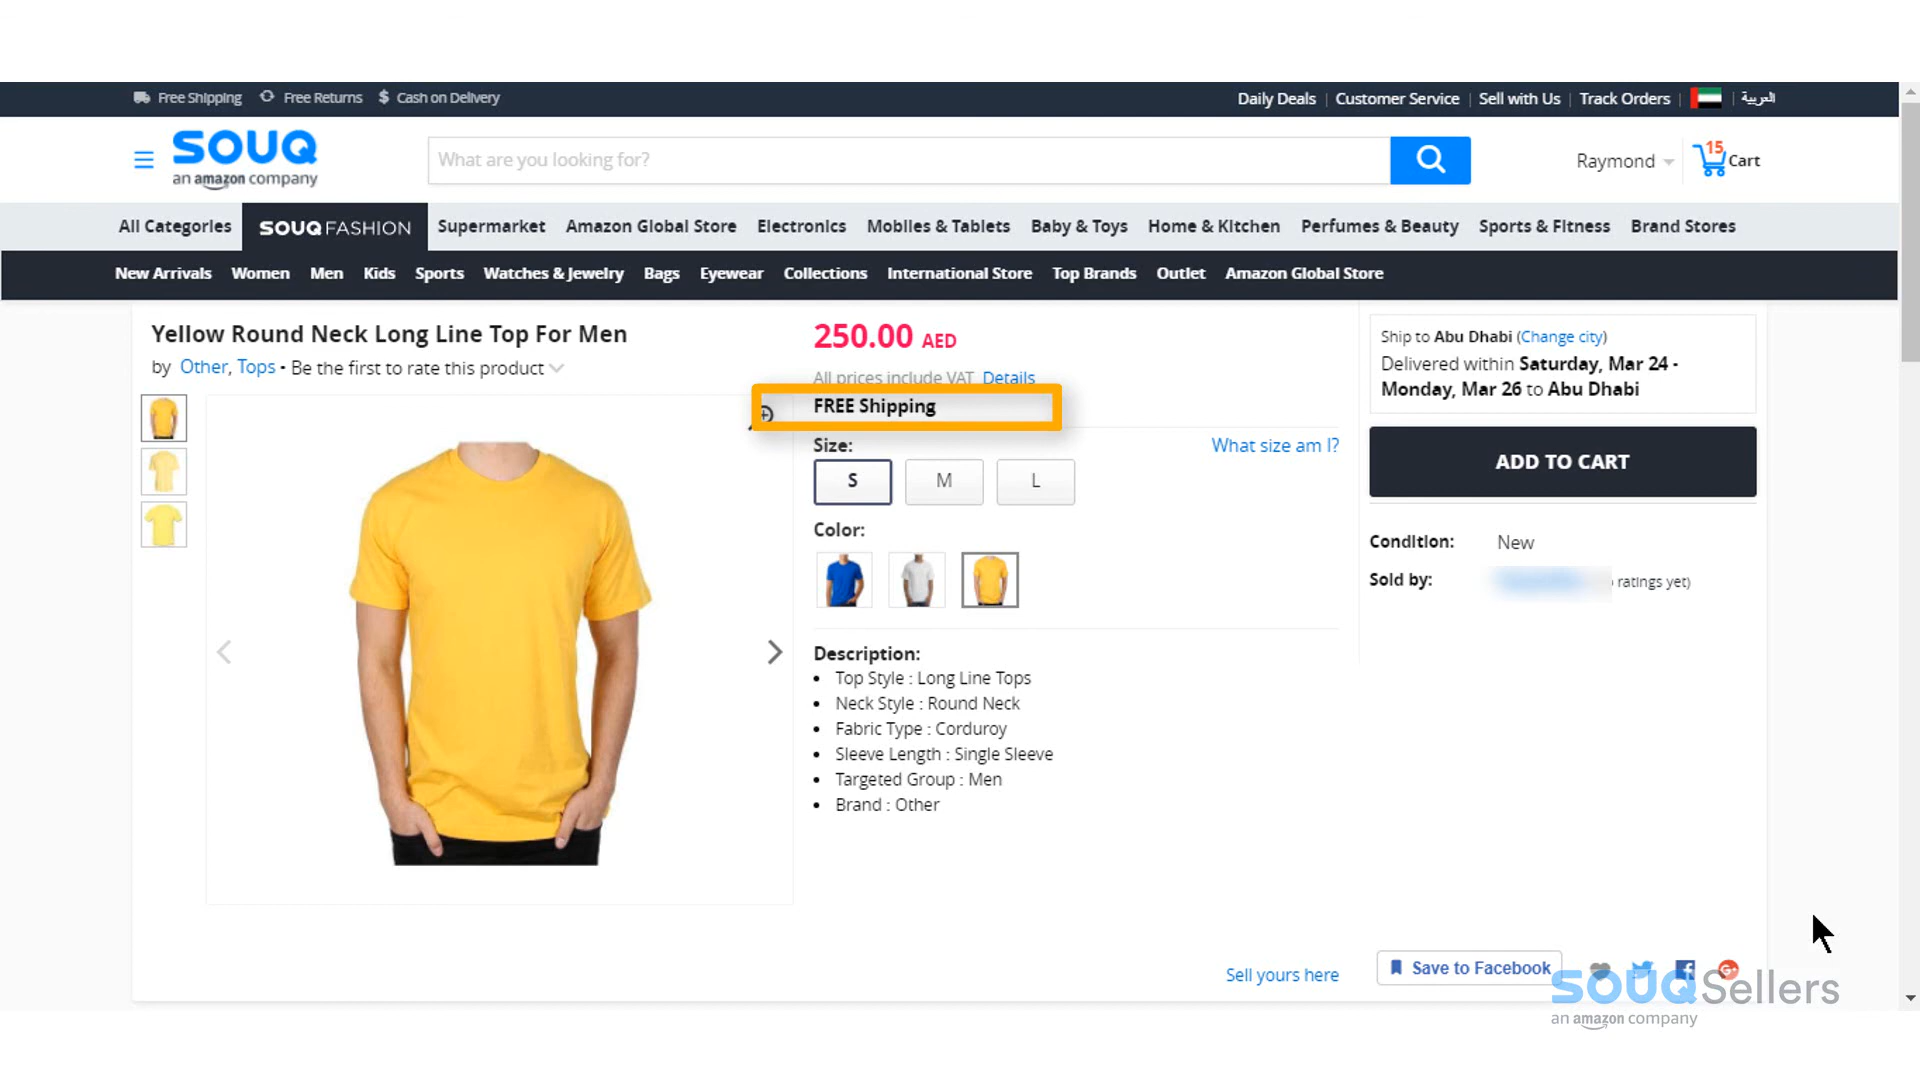 Free Shipping Free Returns $ Cash on Delivery
Daily Deals | Customer Service | Sell with Us | Track Orders | | العربية
SOUQ
an amazon company
What are you looking for?
Raymond
15
Cart
All Categories SOUQ FASHION Supermarket Amazon Global Store Electronics Mobiles & Tablets Baby & Toys Home & Kitchen Perfumes & Beauty Sports & Fitness Brand Stores
New Arrivals Women Men Kids Sports Watches & Jewelry Bags Eyewear Collections International Store Top Brands Outlet Amazon Global Store
Yellow Round Neck Long Line Top For Men
by Other, Tops • Be the first to rate this product
250.00 AED
All prices include VAT Details
FREE Shipping
Size: What size am I?
S M L
Color:
Description:
• Top Style : Long Line Tops
• Neck Style : Round Neck
• Fabric Type : Corduroy
• Sleeve Length : Single Sleeve
• Targeted Group : Men
• Brand : Other
Ship to Abu Dhabi (Change city)
Delivered within Saturday, Mar 24 -
Monday, Mar 26 to Abu Dhabi
ADD TO CART
Condition: New
Sold by: ratings yet)
Sell yours here
Save to Facebook
SOUQ Sellers
an amazon company